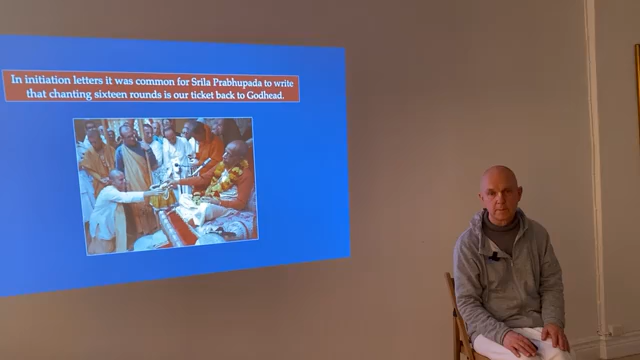 In initiation letters it was common for Srila Prabhupada to write
that chanting sixteen rounds is our ticket back to Godhead.